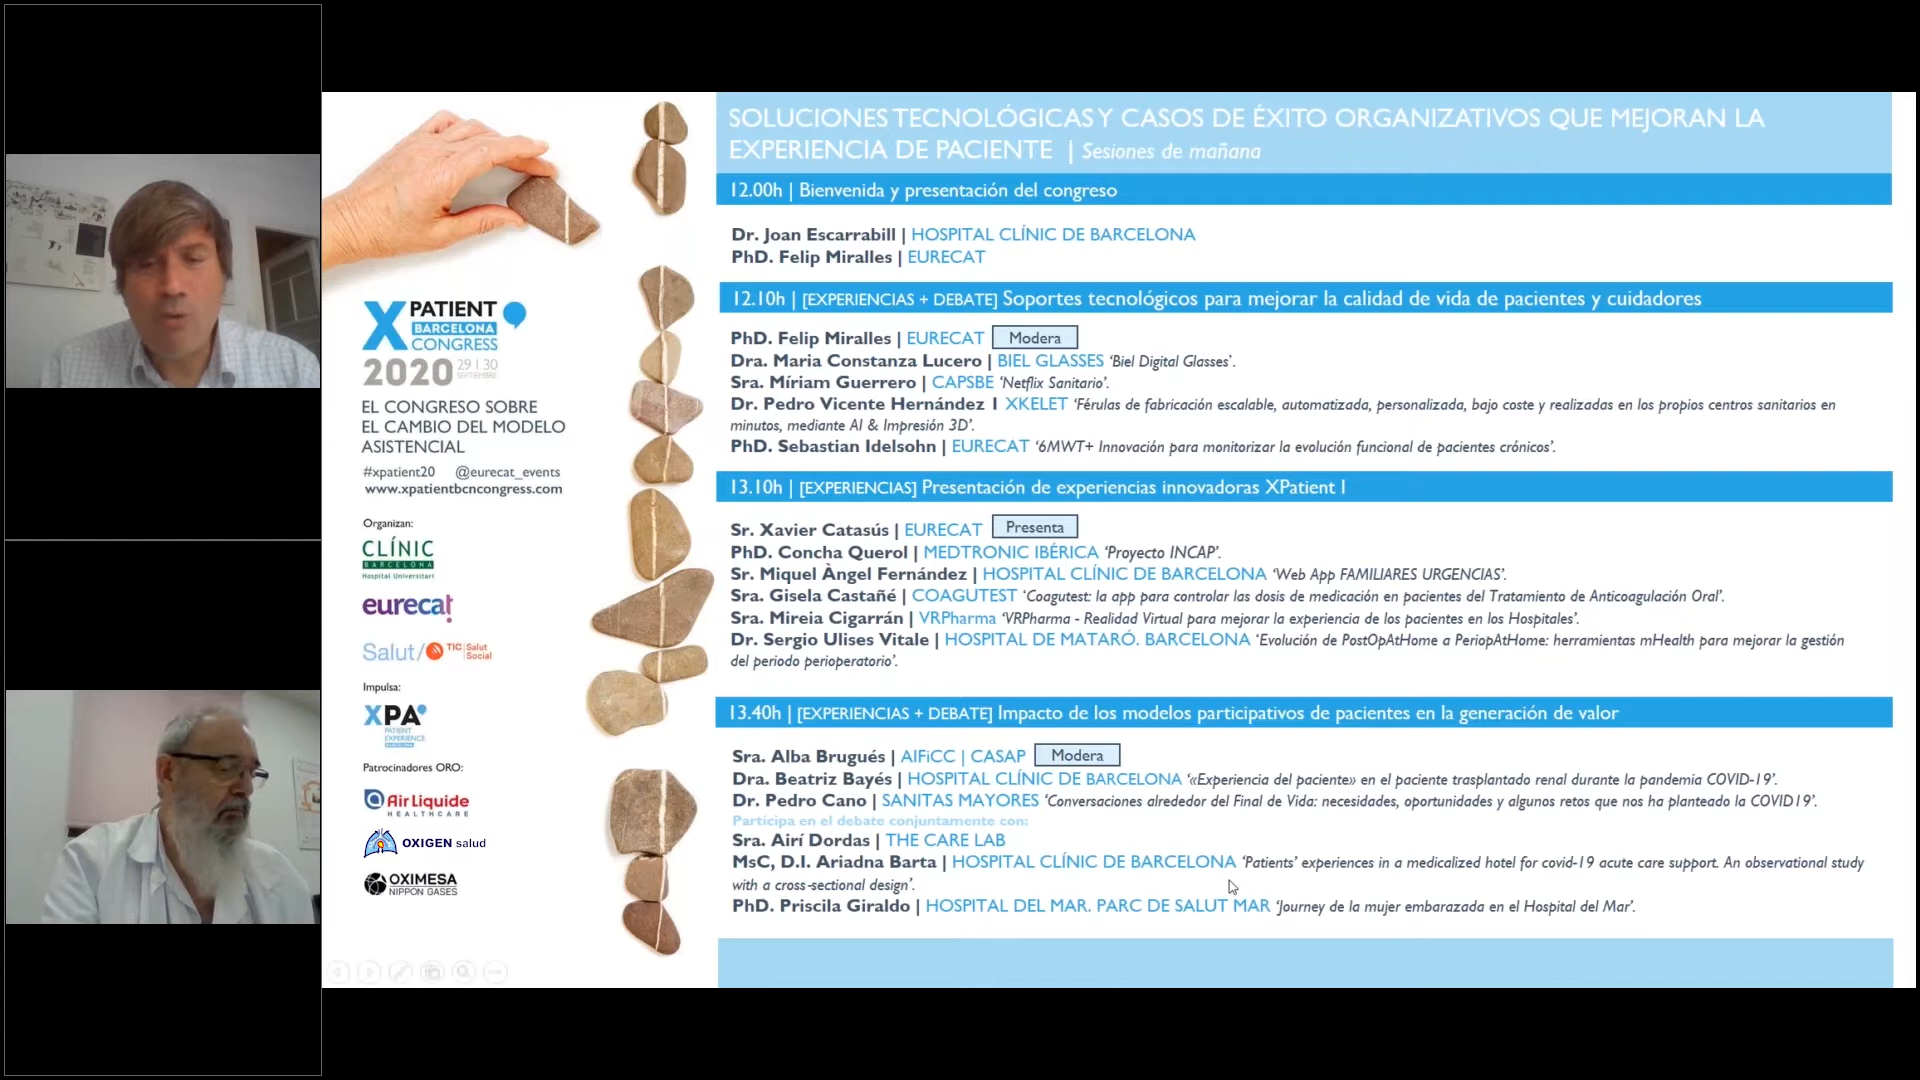 X PATIENT
BARCELONA
CONGRESS
2020 29 | 30
SEPTIEMBRE
EL CONGRESO SOBRE
EL CAMBIO DEL MODELO
ASISTENCIAL
#xpatient20 @eurecat_events
www.xpatientbcncongress.com
Organizan:
CLÍNIC
BARCELONA
Hospital Universitari
eurecat
Salut/ TIC Salut
Social
Impulsa:
XPA
PATIENT
EXPERIENCE
BARCELONA
Patrocinadores ORO:
Air Liquide
HEALTHCARE
OXIGEN salud
OXIMESA
NIPPON GASES
SOLUCIONES TECNOLÓGICAS Y CASOS DE ÉXITO ORGANIZATIVOS QUE MEJORAN LA
EXPERIENCIA DE PACIENTE | Sesiones de mañana
12.00h | Bienvenida y presentación del congreso
Dr. Joan Escarrabill | HOSPITAL CLÍNIC DE BARCELONA
PhD. Felip Miralles | EURECAT
12.10h | [EXPERIENCIAS + DEBATE] Soportes tecnológicos para mejorar la calidad de vida de pacientes y cuidadores
PhD. Felip Miralles | EURECAT Modera
Dra. Maria Constanza Lucero | BIEL GLASSES ‘Biel Digital Glasses’.
Sra. Míriam Guerrero | CAPSBE ‘Netflix Sanitario’.
Dr. Pedro Vicente Hernández I XKELET ‘Férulas de fabricación escalable, automatizada, personalizada, bajo coste y realizadas en los propios centros sanitarios en
minutos, mediante AI & Impresión 3D’.
PhD. Sebastian Idelsohn | EURECAT ‘6MWT+ Innovación para monitorizar la evolución funcional de pacientes crónicos’.
13.10h | [EXPERIENCIAS] Presentación de experiencias innovadoras XPatient I
Sr. Xavier Catasús | EURECAT Presenta
PhD. Concha Querol | MEDTRONIC IBÉRICA ‘Proyecto INCAP’.
Sr. Miquel Àngel Fernández | HOSPITAL CLÍNIC DE BARCELONA ‘Web App FAMILIARES URGENCIAS’.
Sra. Gisela Castañé | COAGUTEST ‘Coagutest: la app para controlar las dosis de medicación en pacientes del Tratamiento de Anticoagulación Oral’.
Sra. Mireia Cigarrán | VRPharma ‘VRPharma - Realidad Virtual para mejorar la experiencia de los pacientes en los Hospitales’.
Dr. Sergio Ulises Vitale | HOSPITAL DE MATARÓ. BARCELONA ‘Evolución de PostOpAtHome a PeriopAtHome: herramientas mHealth para mejorar la gestión
del periodo perioperatorio’.
13.40h | [EXPERIENCIAS + DEBATE] Impacto de los modelos participativos de pacientes en la generación de valor
Sra. Alba Brugués | AIFiCC | CASAP Modera
Dra. Beatriz Bayés | HOSPITAL CLÍNIC DE BARCELONA ‘«Experiencia del paciente» en el paciente trasplantado renal durante la pandemia COVID-19’.
Dr. Pedro Cano | SANITAS MAYORES ‘Conversaciones alrededor del Final de Vida: necesidades, oportunidades y algunos retos que nos ha planteado la COVID19’.
Participa en el debate conjuntamente con:
Sra. Airí Dordas | THE CARE LAB
MsC, D.I. Ariadna Barta | HOSPITAL CLÍNIC DE BARCELONA ‘Patients’ experiences in a medicalized hotel for covid-19 acute care support. An observational study
with a cross-sectional design’.
PhD. Priscila Giraldo | HOSPITAL DEL MAR. PARC DE SALUT MAR ‘Journey de la mujer embarazada en el Hospital del Mar’.